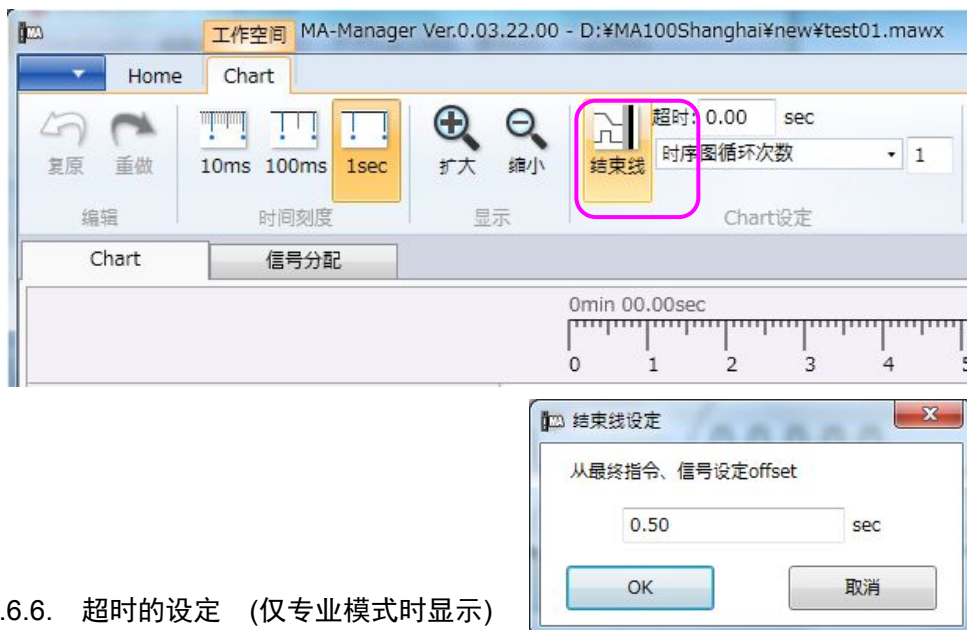 MA
工作空间 MA-Manager Ver.0.03.22.00 - D:¥MA100Shanghai¥new¥test01.mawx
Home Chart
复原 重做 10ms 100ms 1sec 扩大 缩小 结束线
超时: 0.00 sec
时序图循环次数 1
编辑 时间刻度 显示 Chart设定
Chart 信号分配
0min 00.00sec
0 1 2 3 4 5
MA 结束线设定 X
从最终指令、信号设定offset
0.50 sec
OK 取消
.6.6. 超时的设定 (仅专业模式时显示)